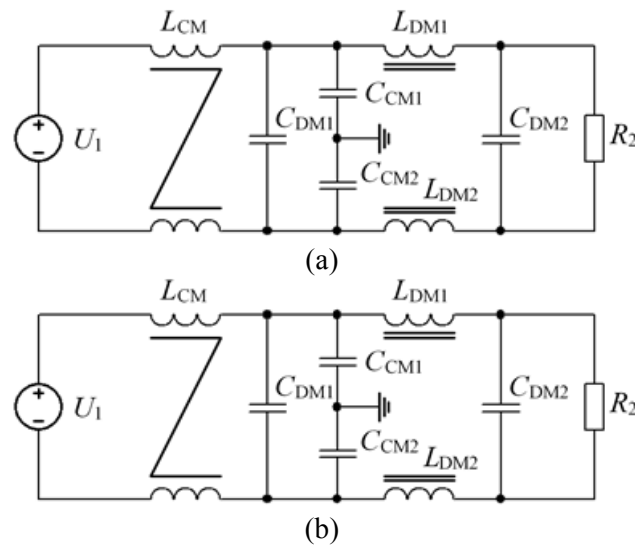 L_CM L_DM1
U_1 C_DM1 C_CM1 C_CM2 C_DM2 R_2
L_DM2
(a)
L_CM L_DM1
U_1 C_DM1 C_CM1 C_CM2 C_DM2 R_2
L_DM2
(b)